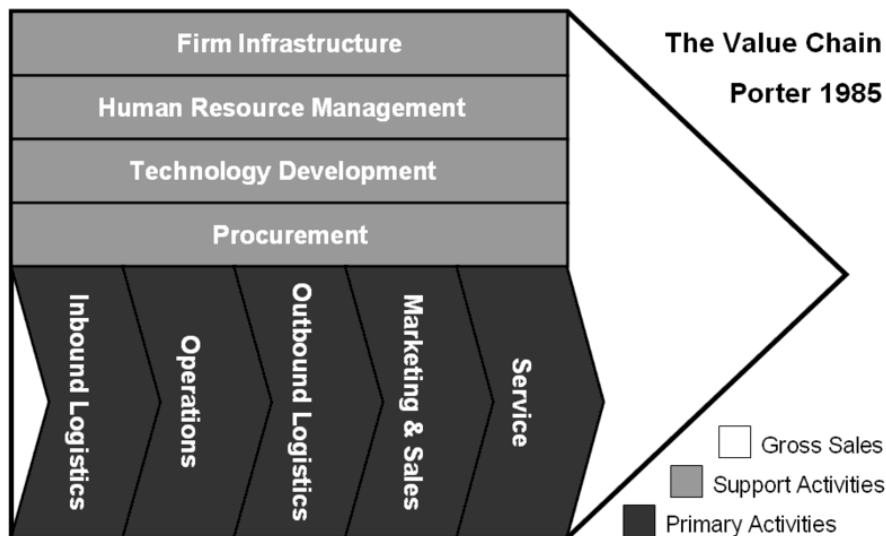 Firm Infrastructure
The Value Chain
Human Resource Management
Porter 1985
Technology Development
Procurement
Inbound Logistics
Operations
Outbound Logistics
Marketing & Sales
Service
Gross Sales
Support Activities
Primary Activities